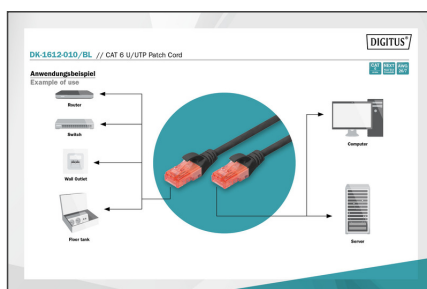 DIGITUS®
DK-1612-010/BL // CAT 6 U/UTP Patch Cord
Anwendungsbeispiel
Example of use
Router
Switch
Wall Outlet
Floor tank
Computer
Server